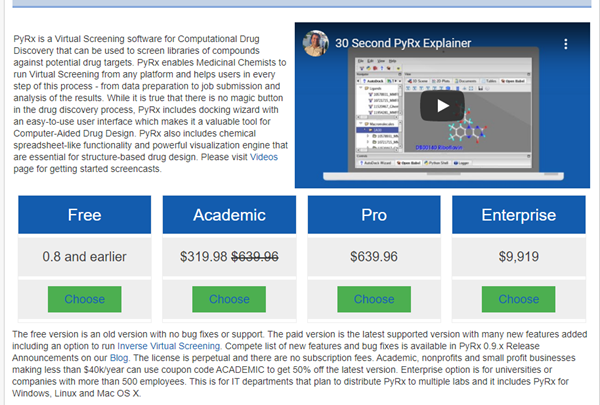 PyRx is a Virtual Screening software for Computational Drug
Discovery that can be used to screen libraries of compounds
against potential drug targets. PyRx enables Medicinal Chemists to
run Virtual Screening from any platform and helps users in every
step of this process - from data preparation to job submission and
analysis of the results. While it is true that there is no magic button
in the drug discovery process, PyRx includes docking wizard with
an easy-to-use user interface which makes it a valuable tool for
Computer-Aided Drug Design. PyRx also includes chemical
spreadsheet-like functionality and powerful visualization engine that
are essential for structure-based drug design. Please visit Videos
page for getting started screencasts.
30 Second PyRx Explainer
Free
Academic
Pro
Enterprise
0.8 and earlier
$319.98 $639.96
$639.96
$9,919
Choose
Choose
Choose
Choose
The free version is an old version with no bug fixes or support. The paid version is the latest supported version with many new features added
including an option to run Inverse Virtual Screening. Compete list of new features and bug fixes is available in PyRx 0.9.x Release
Announcements on our Blog. The license is perpetual and there are no subscription fees. Academic, nonprofits and small profit businesses
making less than $40k/year can use coupon code ACADEMIC to get 50% off the latest version. Enterprise option is for universities or
companies with more than 500 employees. This is for IT departments that plan to distribute PyRx to multiple labs and it includes PyRx for
Windows, Linux and Mac OS X.